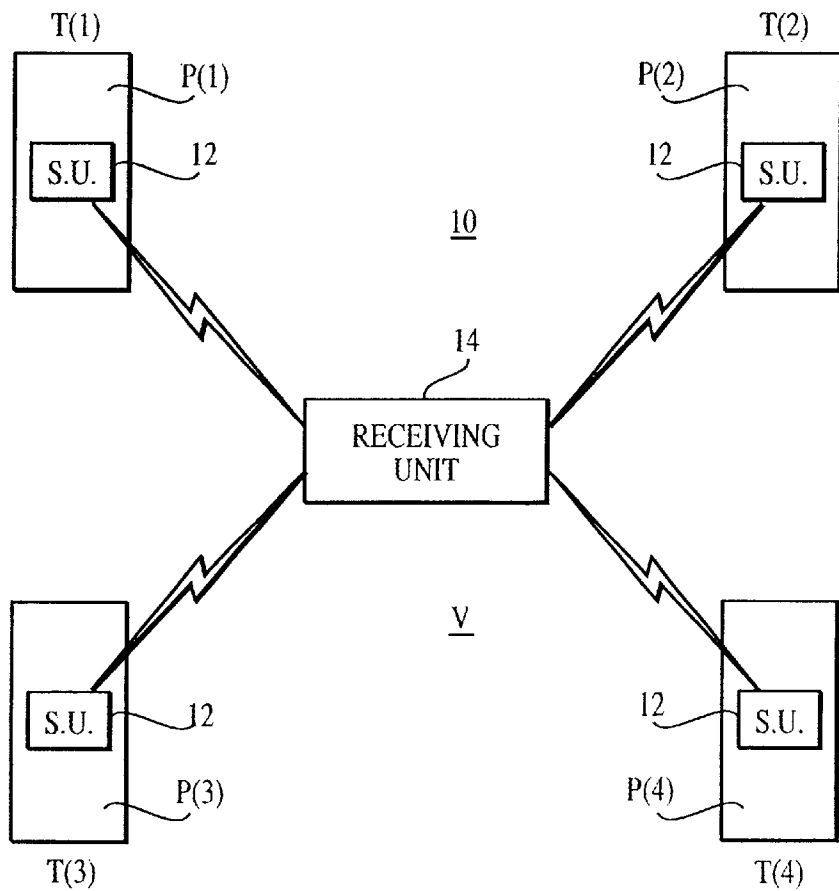 T(1)
T(2)
P(1)
P(2)
12
12
S.U.
S.U.
10
14
RECEIVING
UNIT
V
S.U.
12
12
S.U.
P(3)
P(4)
T(3)
T(4)